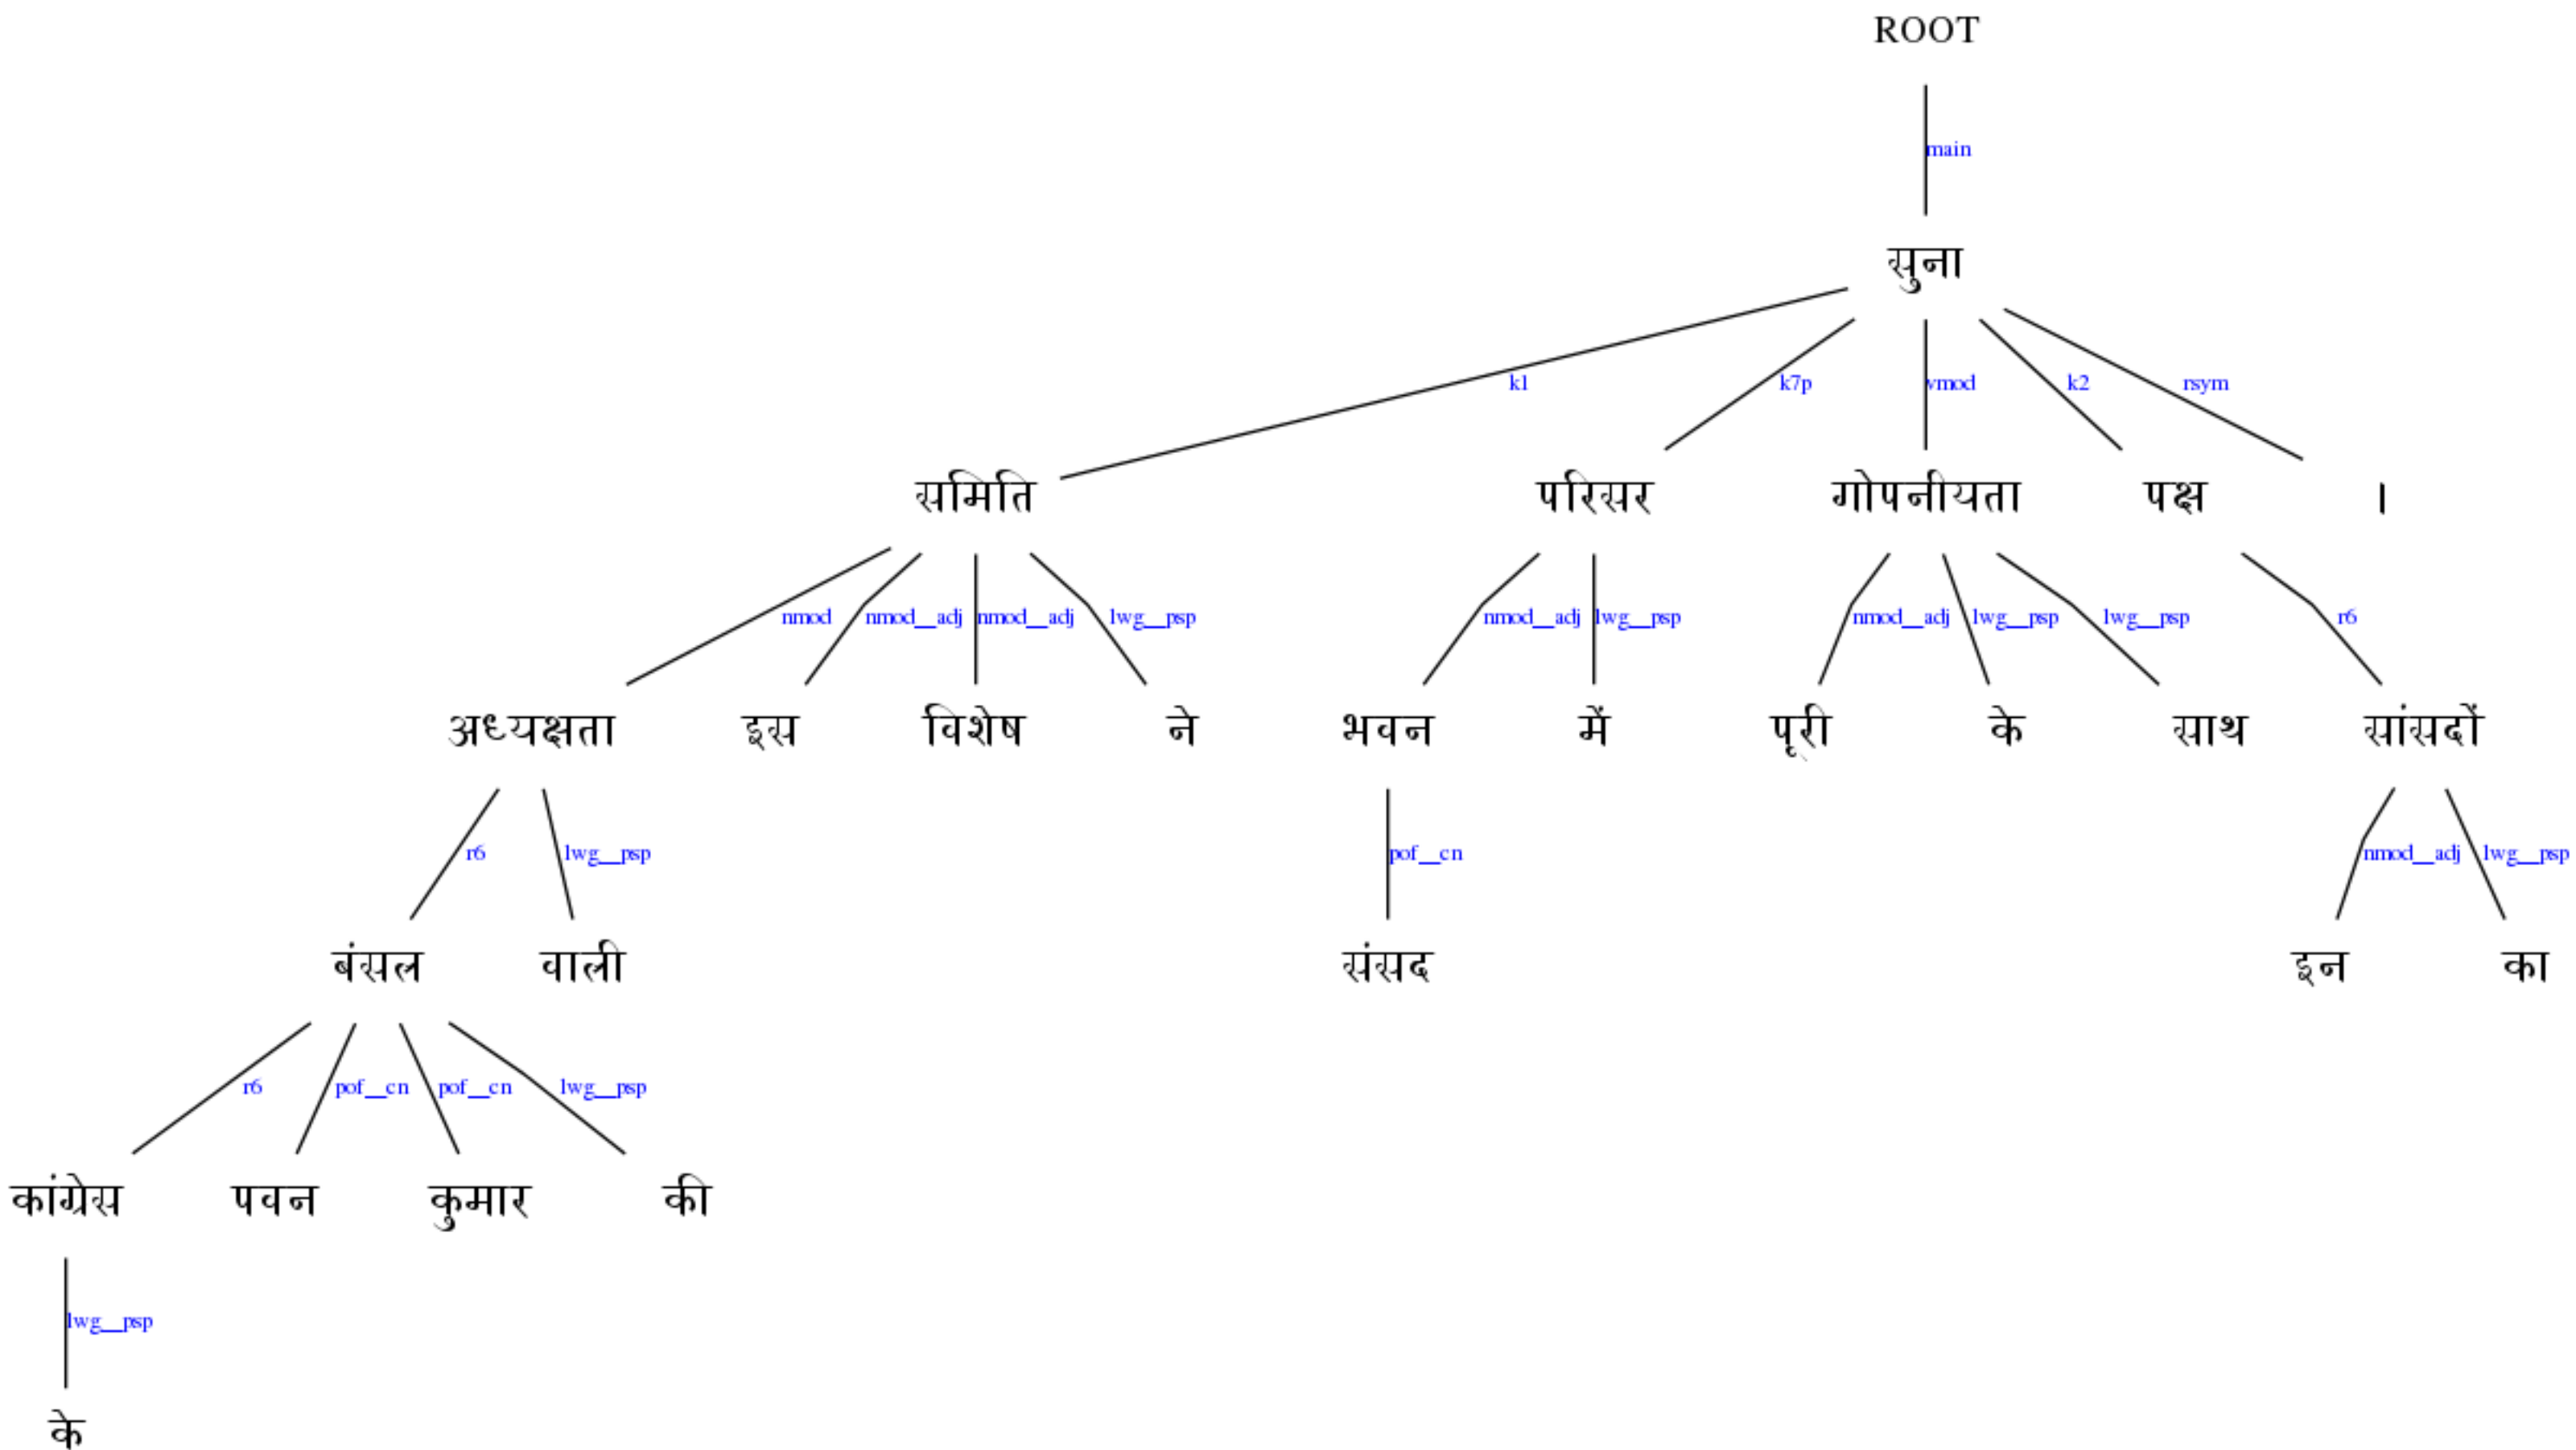 ROOT
main
सुना
k1 k7p vmod k2 rsym
समिति परिसर गोपनीयता पक्ष ।
nmod nmod__adj nmod__adj lwg__psp nmod__adj lwg__psp nmod__adj lwg__psp lwg__psp r6
अध्यक्षता इस विशेष ने भवन में पूरी के साथ सांसदों
r6 lwg__psp pof__cn nmod__adj lwg__psp
बंसल वाली संसद इन का
r6 pof__cn pof__cn lwg__psp
कांग्रेस पवन कुमार की
lwg__psp
के